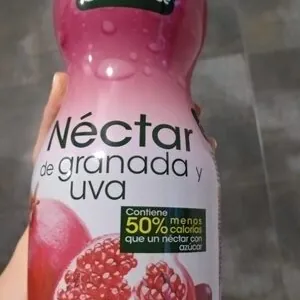 Néctar
de granada y
uva
Contiene
50% menos
calorías
que un néctar con
azúcar